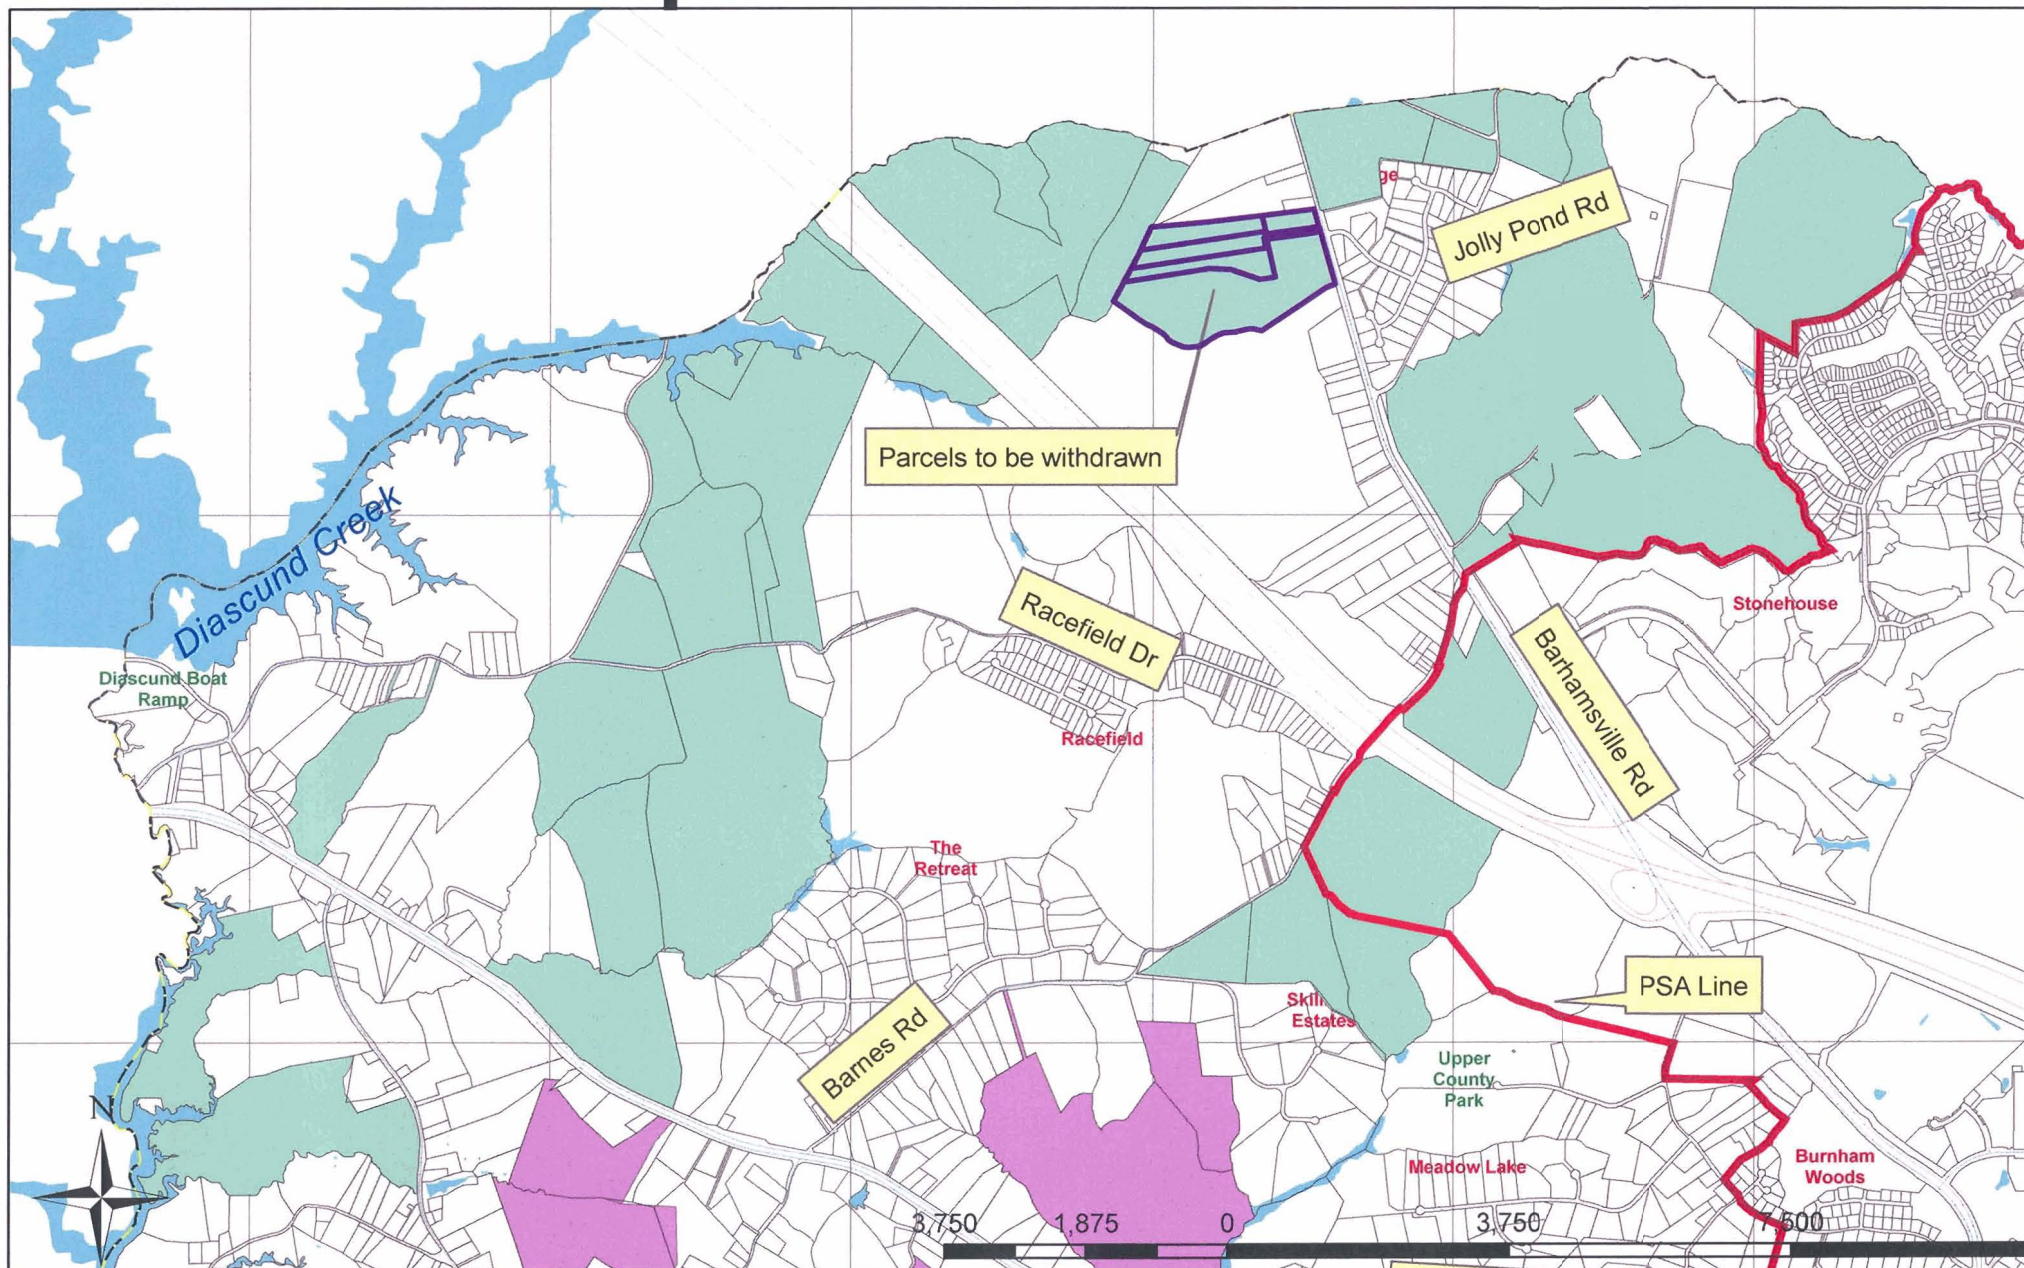 ge
Jolly Pond Rd
Parcels to be withdrawn
Diascund Creek
Racefield Dr
Stonehouse
Barhamsville Rd
Diascund Boat
Ramp
Racefield
The
Retreat
PSA Line
Estates
Barnes Rd
Upper
County
Park
N
Meadow Lake
Burnham
Woods
3,750
1,875
0
3,750
7,500